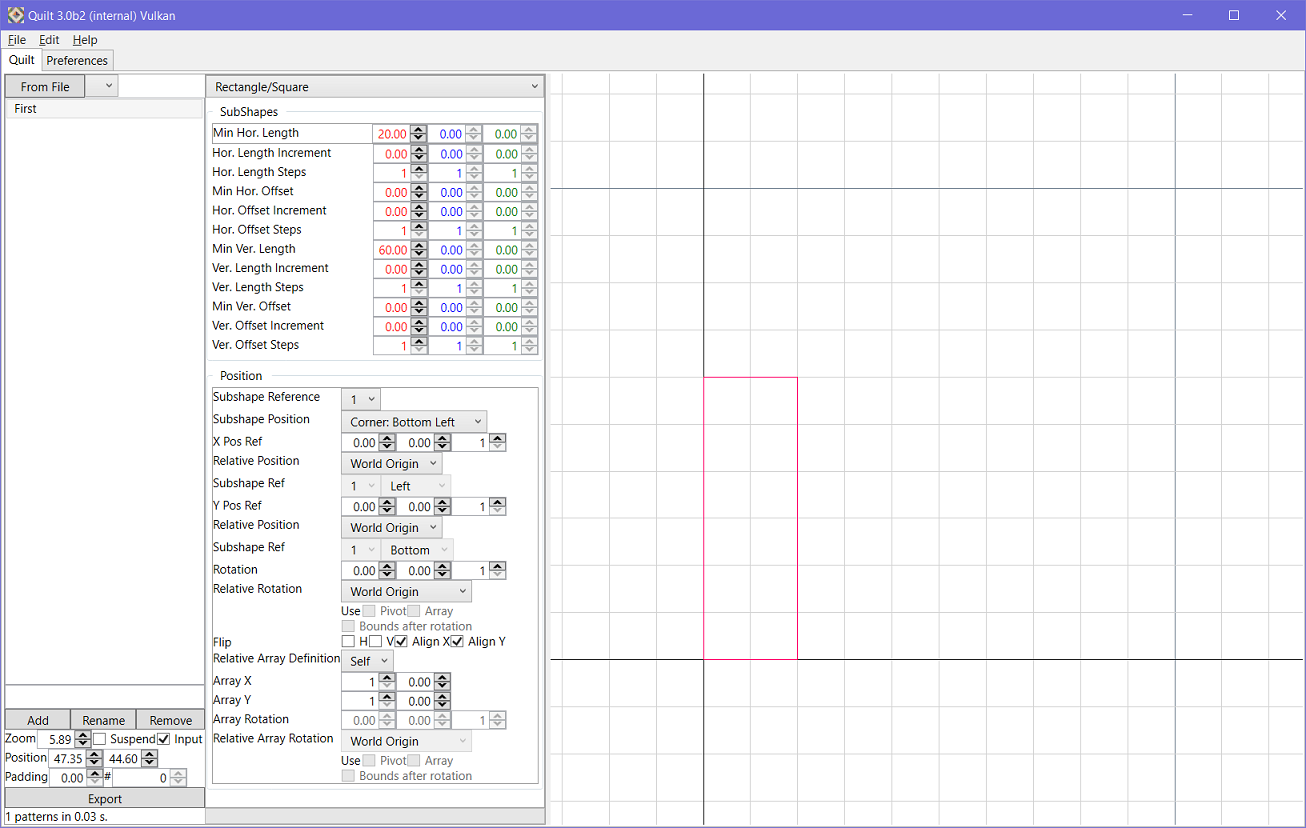 Quilt 3.0b2 (internal) Vulkan
File Edit Help
Quilt Preferences
From File
First
Rectangle/Square
SubShapes
Min Hor. Length 20.00 0.00 0.00
Hor. Length Increment 0.00 0.00 0.00
Hor. Length Steps 1 1 1
Min Hor. Offset 0.00 0.00 0.00
Hor. Offset Increment 0.00 0.00 0.00
Hor. Offset Steps 1 1 1
Min Ver. Length 60.00 0.00 0.00
Ver. Length Increment 0.00 0.00 0.00
Ver. Length Steps 1 1 1
Min Ver. Offset 0.00 0.00 0.00
Ver. Offset Increment 0.00 0.00 0.00
Ver. Offset Steps 1 1 1
Position
Subshape Reference 1
Subshape Position Corner: Bottom Left
X Pos Ref 0.00 0.00 1
Relative Position World Origin
Subshape Ref 1 Left
Y Pos Ref 0.00 0.00 1
Relative Position World Origin
Subshape Ref 1 Bottom
Rotation 0.00 0.00 1
Relative Rotation World Origin
Use Pivot Array
Bounds after rotation
Flip H V Align X Align Y
Relative Array Definition Self
Array X 1 0.00
Array Y 1 0.00
Array Rotation 0.00 0.00 1
Relative Array Rotation World Origin
Use Pivot Array
Bounds after rotation
Add Rename Remove
Zoom 5.89 Suspend Input
Position 47.35 44.60
Padding 0.00 # 0
Export
1 patterns in 0.03 s.